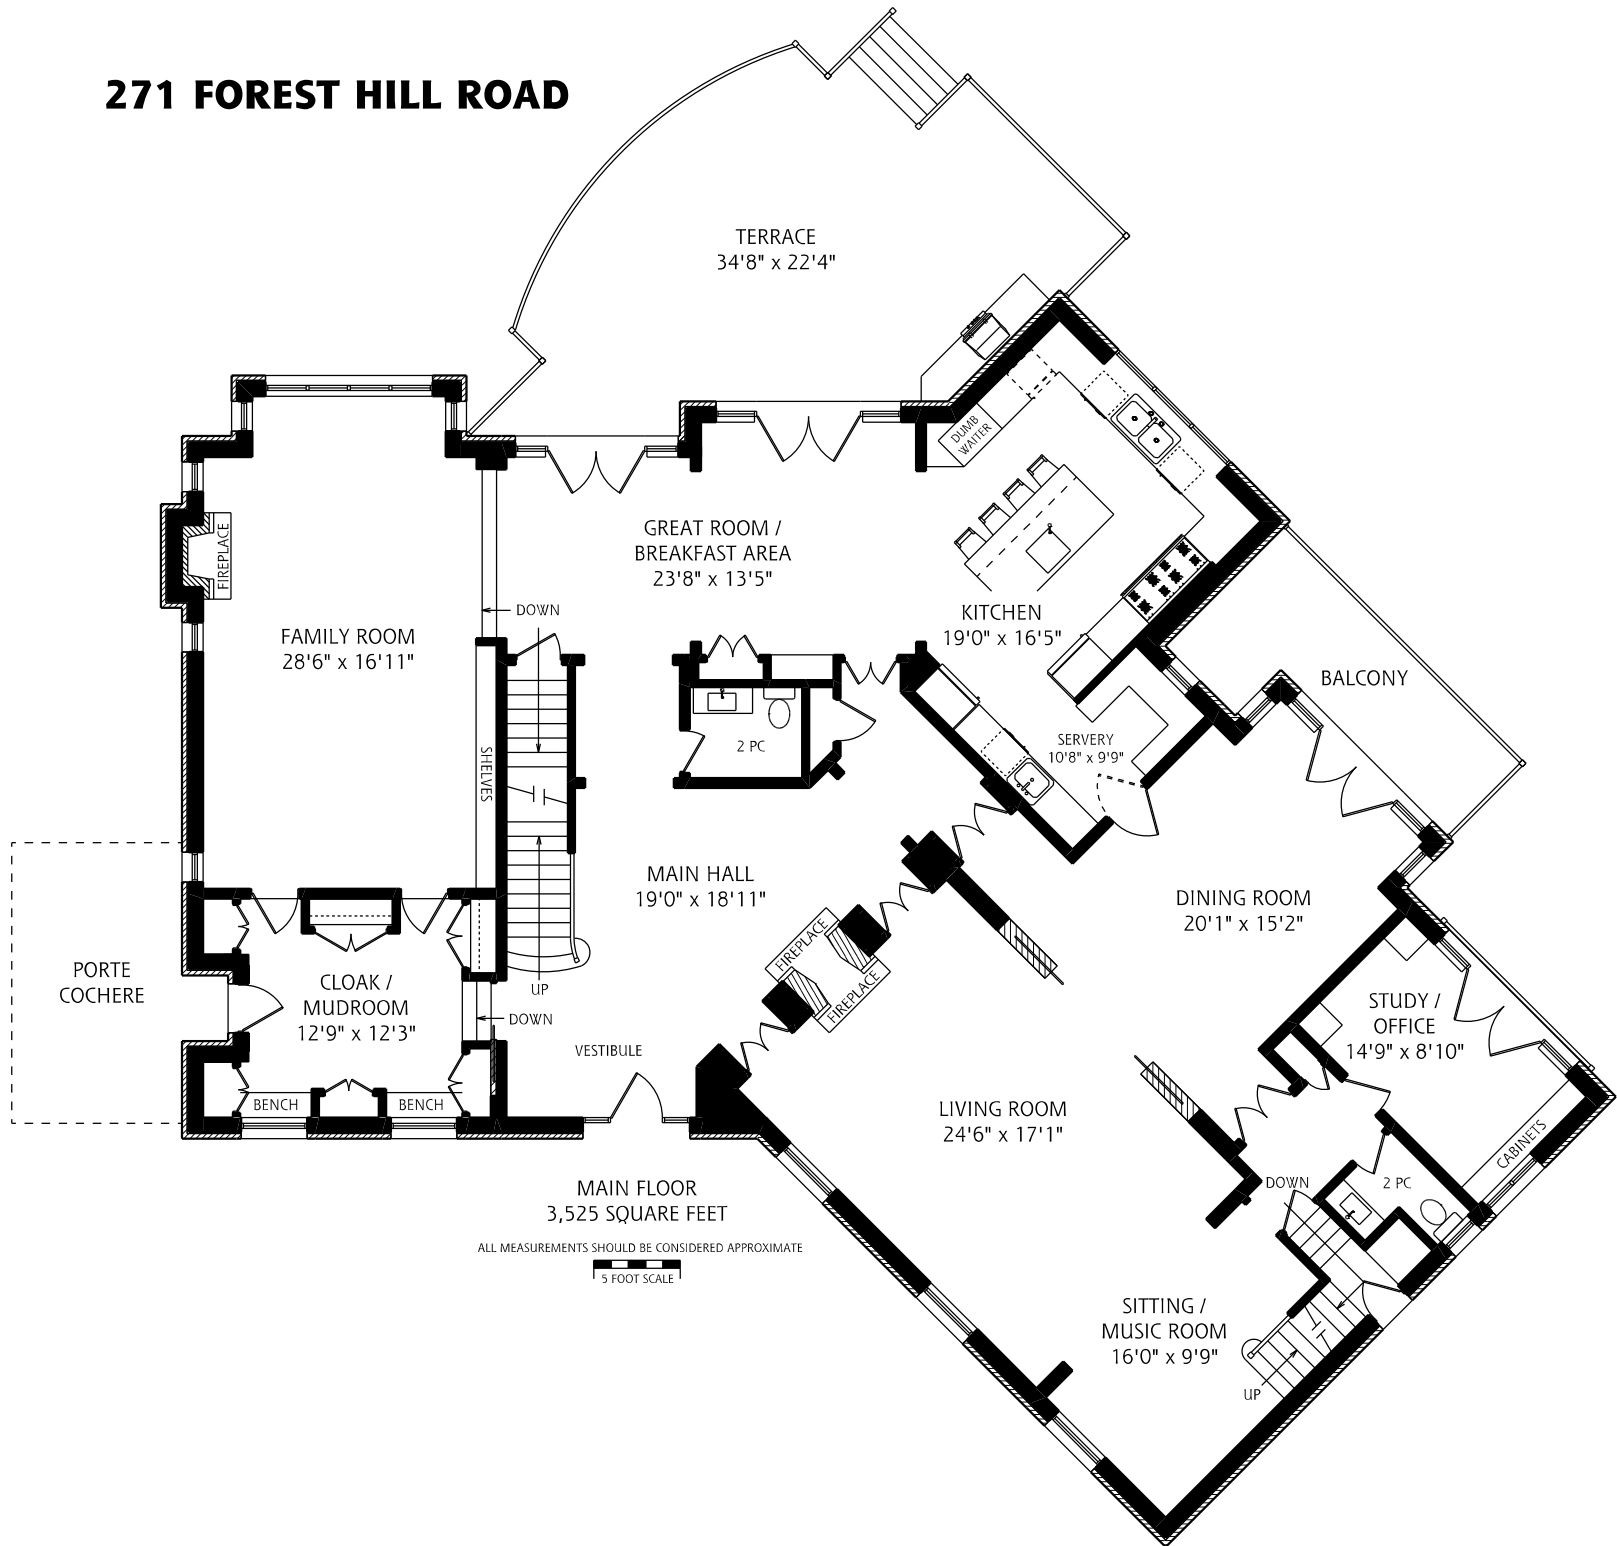 271 FOREST HILL ROAD
TERRACE
34'8" x 22'4"
DUMB
WAITER
GREAT ROOM /
BREAKFAST AREA
23'8" x 13'5"
FIREPLACE
DOWN
KITCHEN
19'0" x 16'5"
FAMILY ROOM
28'6" x 16'11"
BALCONY
SHELVES
2 PC
SERVERY
10'8" x 9'9"
MAIN HALL
19'0" x 18'11"
DINING ROOM
20'1" x 15'2"
FIREPLACE
FIREPLACE
PORTE
COCHERE
CLOAK /
MUDROOM
12'9" x 12'3"
UP
DOWN
STUDY /
OFFICE
14'9" x 8'10"
VESTIBULE
BENCH
BENCH
LIVING ROOM
24'6" x 17'1"
CABINETS
MAIN FLOOR
3,525 SQUARE FEET
DOWN
2 PC
ALL MEASUREMENTS SHOULD BE CONSIDERED APPROXIMATE
5 FOOT SCALE
SITTING /
MUSIC ROOM
16'0" x 9'9"
UP